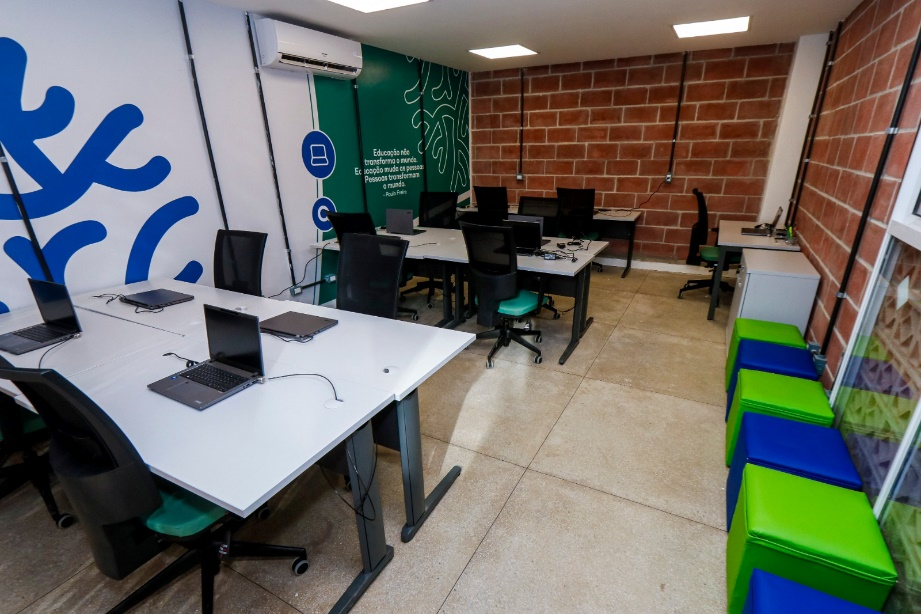 Educação não
transforma o mundo.
Educação muda as pessoas.
Pessoas transformam
o mundo.
- Paulo Freire